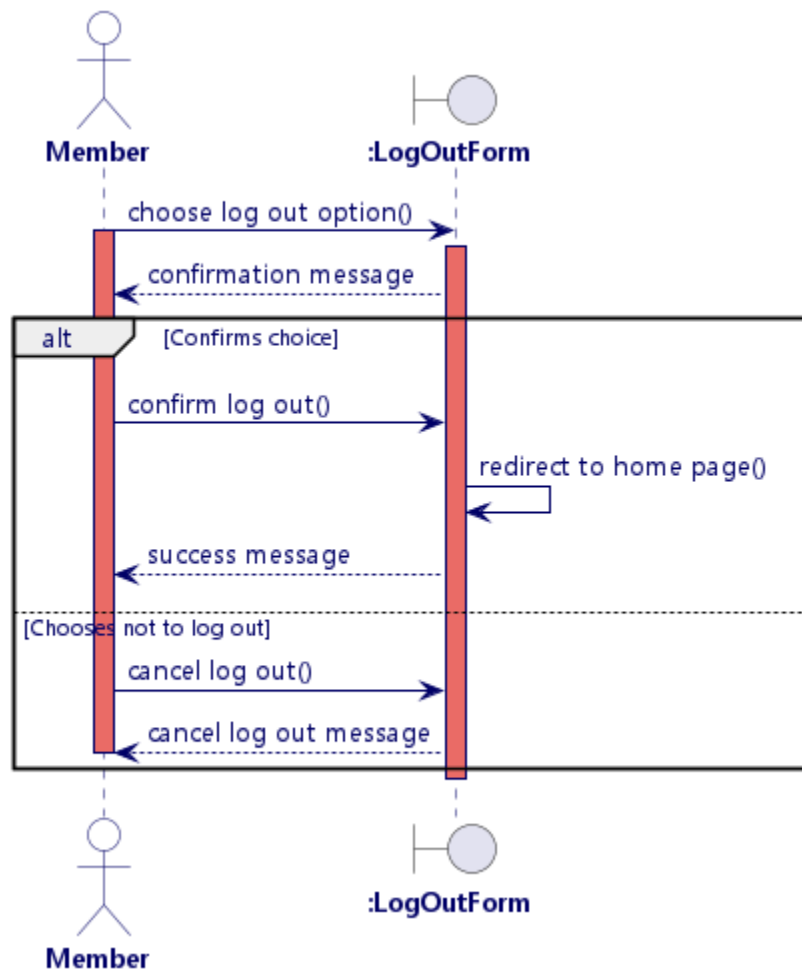 Member
:LogOutForm
choose log out option()
confirmation message
alt
[Confirms choice]
confirm log out()
redirect to home page()
success message
[Chooses not to log out]
cancel log out()
cancel log out message
:LogOutForm
Member